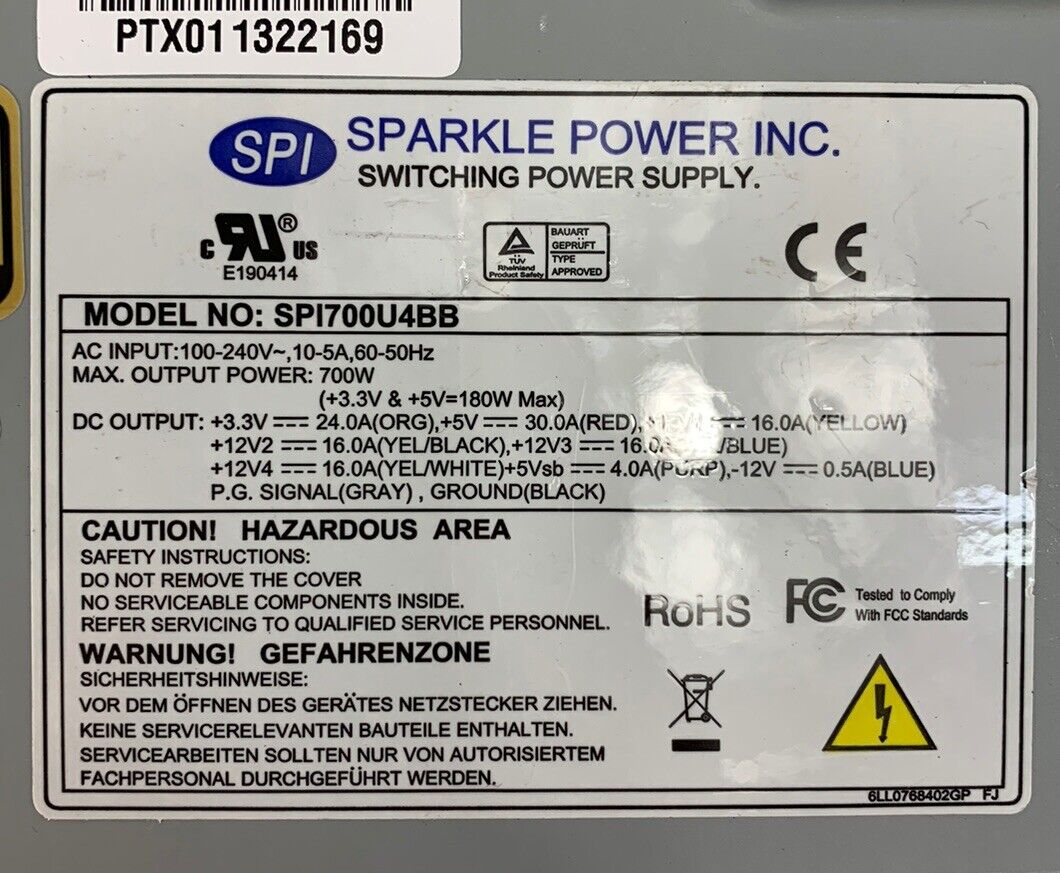 PTX011322169
SPI SPARKLE POWER INC.
SWITCHING POWER SUPPLY.
C RU ® US
E190414
TÜV
Rheinland
Product Safety
BAUART
GEPRÜFT
TYPE
APPROVED
CE
MODEL NO: SPI700U4BB
AC INPUT:100-240V~,10-5A,60-50Hz
MAX. OUTPUT POWER: 700W
(+3.3V & +5V=180W Max)
DC OUTPUT: +3.3V ⎓ 24.0A(ORG),+5V ⎓ 30.0A(RED), ⎓ 16.0A(YELLOW)
+12V2 ⎓ 16.0A(YEL/BLACK),+12V3 ⎓ /BLUE)
+12V4 ⎓ 16.0A(YEL/WHITE)+5Vsb ⎓ 4.0A(PURP),-12V ⎓ 0.5A(BLUE)
P.G. SIGNAL(GRAY) , GROUND(BLACK)
CAUTION! HAZARDOUS AREA
SAFETY INSTRUCTIONS:
DO NOT REMOVE THE COVER
NO SERVICEABLE COMPONENTS INSIDE.
REFER SERVICING TO QUALIFIED SERVICE PERSONNEL.
RoHS
FC Tested to Comply
With FCC Standards
WARNUNG! GEFAHRENZONE
SICHERHEITSHINWEISE:
VOR DEM ÖFFNEN DES GERÄTES NETZSTECKER ZIEHEN.
KEINE SERVICERELEVANTEN BAUTEILE ENTHALTEN.
SERVICEARBEITEN SOLLTEN NUR VON AUTORISIERTEM
FACHPERSONAL DURCHGEFÜHRT WERDEN.
6LL0768402GP FJ